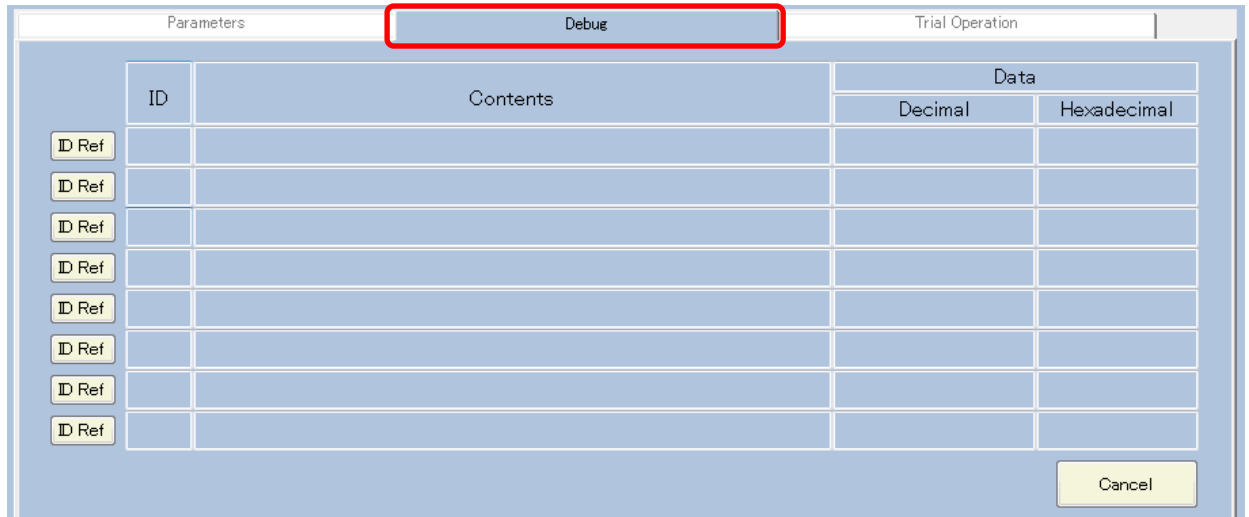 Parameters Debug Trial Operation
ID Contents Data
Decimal Hexadecimal
ID Ref
ID Ref
ID Ref
ID Ref
ID Ref
ID Ref
ID Ref
ID Ref
Cancel